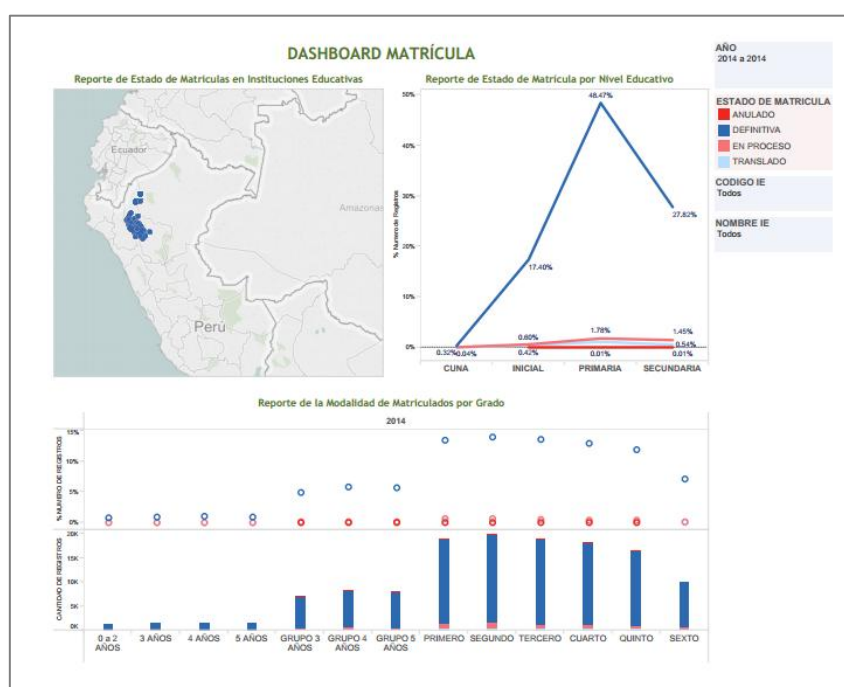 DASHBOARD MATRÍCULA
Reporte de Estado de Matriculas en Instituciones Educativas
Ecuador
Amazonas
Perú
Reporte de Estado de Matrícula por Nivel Educativo
% Numero de Registros
50%
30%
20%
10%
0%
48.47%
27.82%
17.40%
0.32%
0.04%
0.60%
0.42%
1.78%
0.01%
1.45%
0.54%
0.01%
CUNA INICIAL PRIMARIA SECUNDARIA
AÑO
2014 a 2014
ESTADO DE MATRICULA
ANULADO
DEFINITIVA
EN PROCESO
TRANSLADO
CODIGO IE
Todos
NOMBRE IE
Todos
Reporte de la Modalidad de Matriculados por Grado
2014
% NUMERO DE REGISTROS
15%
10%
5%
0%
CANTIDAD DE REGISTROS
20K
15K
10K
5K
0K
0 a 2 AÑOS
3 AÑOS
4 AÑOS
5 AÑOS
GRUPO 3 AÑOS
GRUPO 4 AÑOS
GRUPO 5 AÑOS
PRIMERO
SEGUNDO
TERCERO
CUARTO
QUINTO
SEXTO